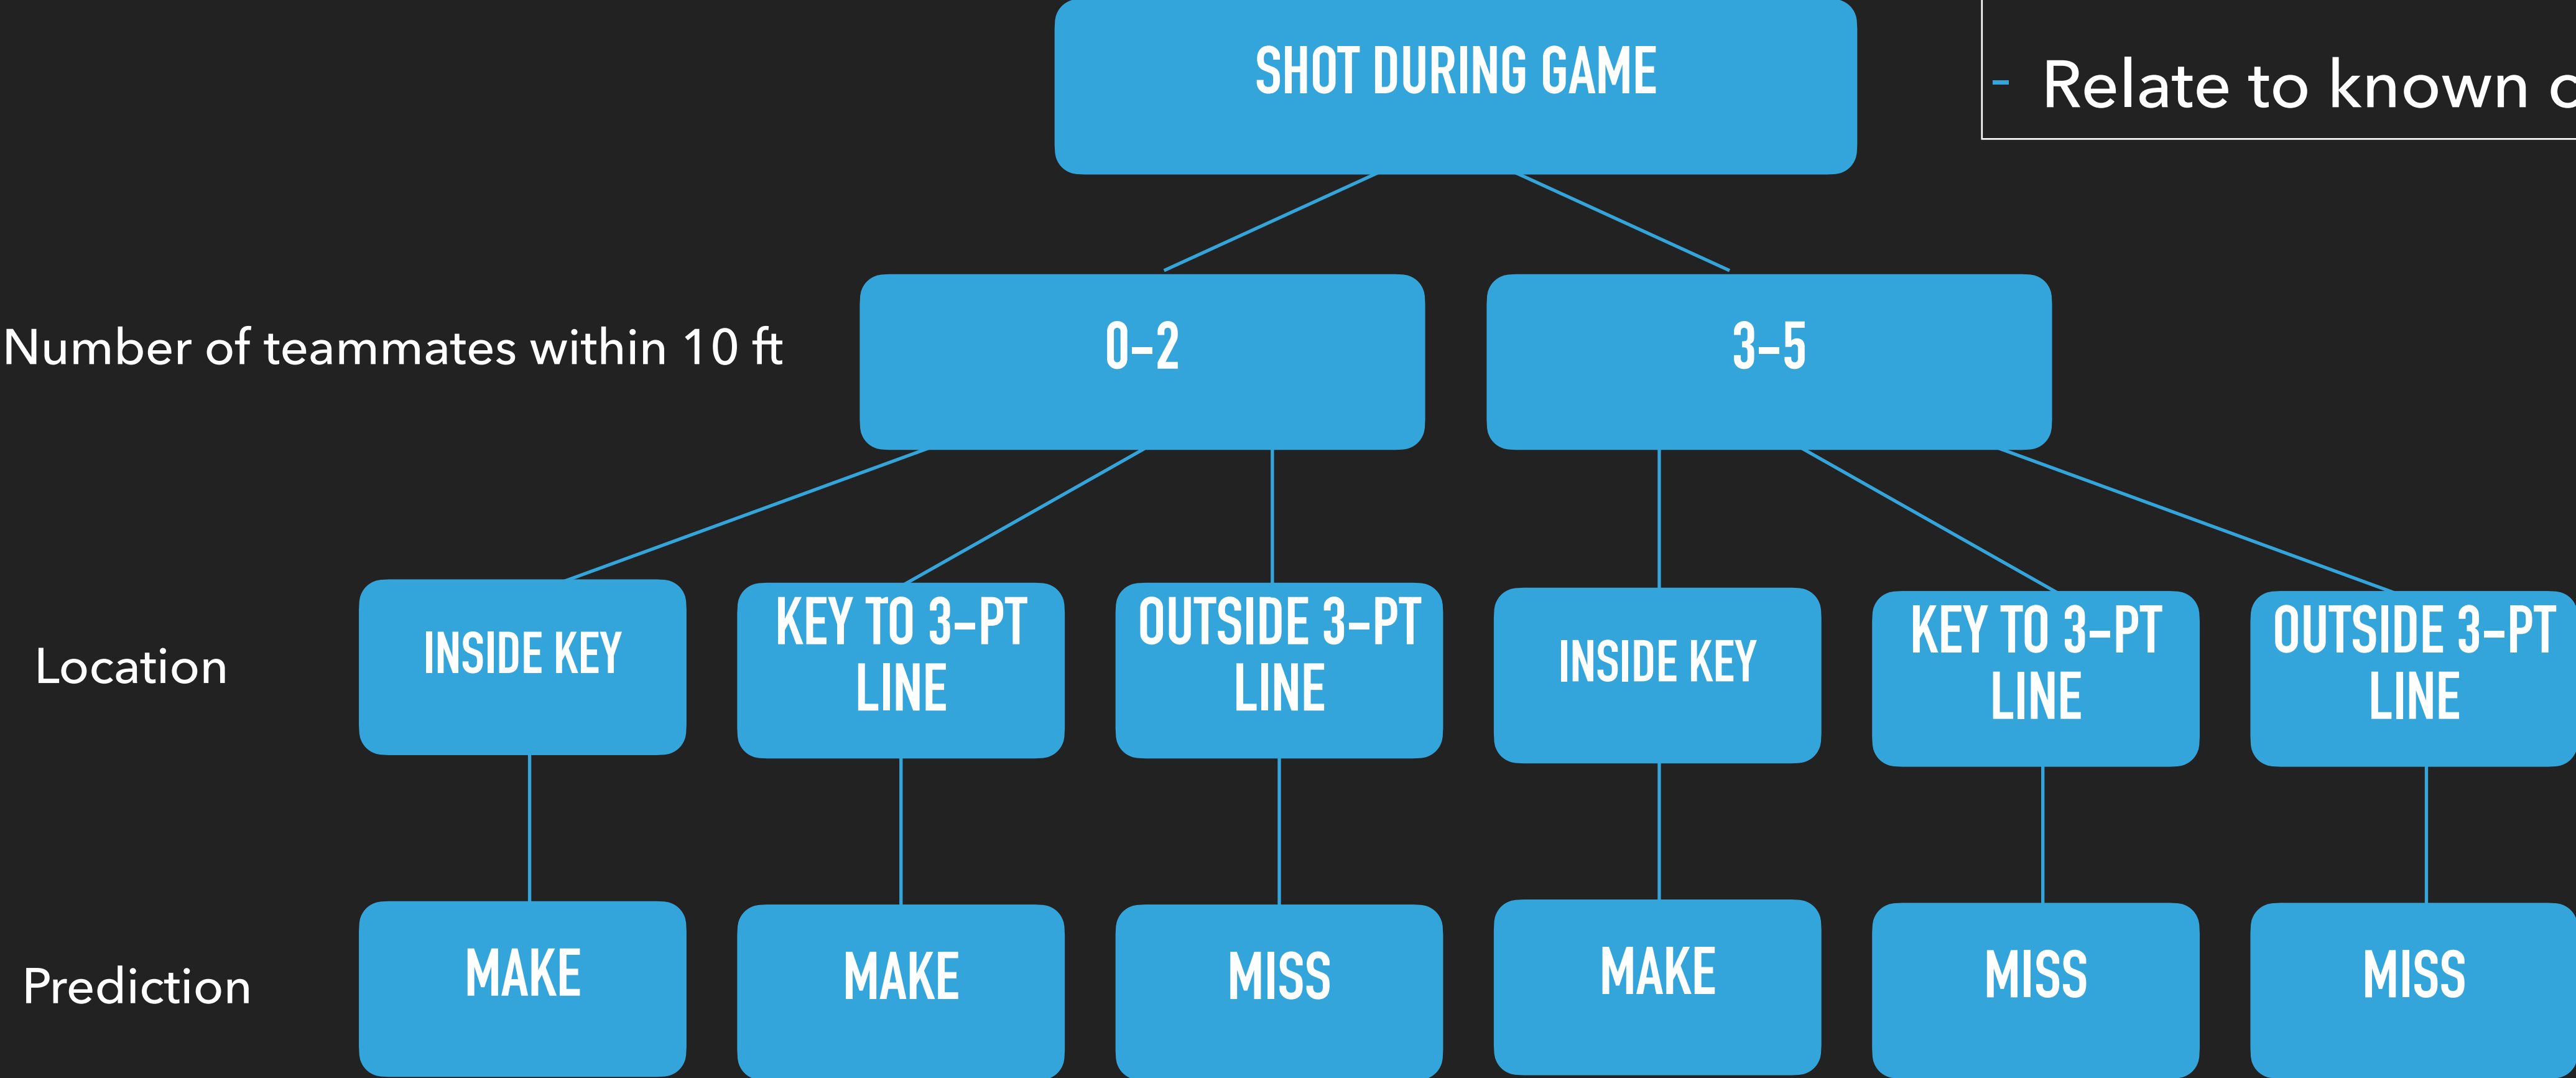 SHOT DURING GAME
- Relate to known
Number of teammates within 10 ft
0-2
3-5
Location
INSIDE KEY
KEY TO 3-PT
LINE
OUTSIDE 3-PT
LINE
INSIDE KEY
KEY TO 3-PT
LINE
OUTSIDE 3-PT
LINE
Prediction
MAKE
MAKE
MISS
MAKE
MISS
MISS